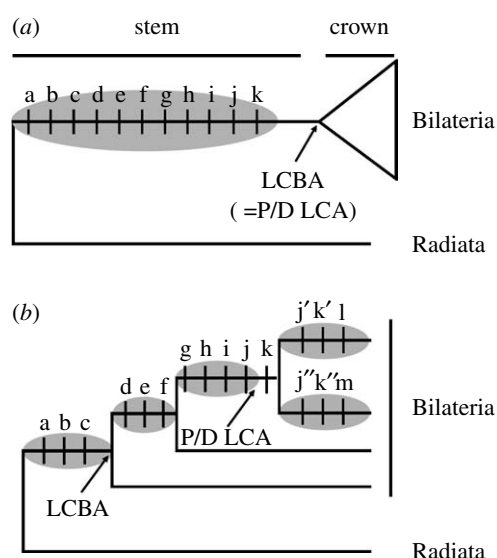 (a) stem crown
a b c d e f g h i j k
Bilateria
LCBA
( =P/D LCA)
Radiata
(b)
j′ k′ l
g h i j k
d e f
j″ k″ m
a b c
P/D LCA
Bilateria
LCBA
Radiata